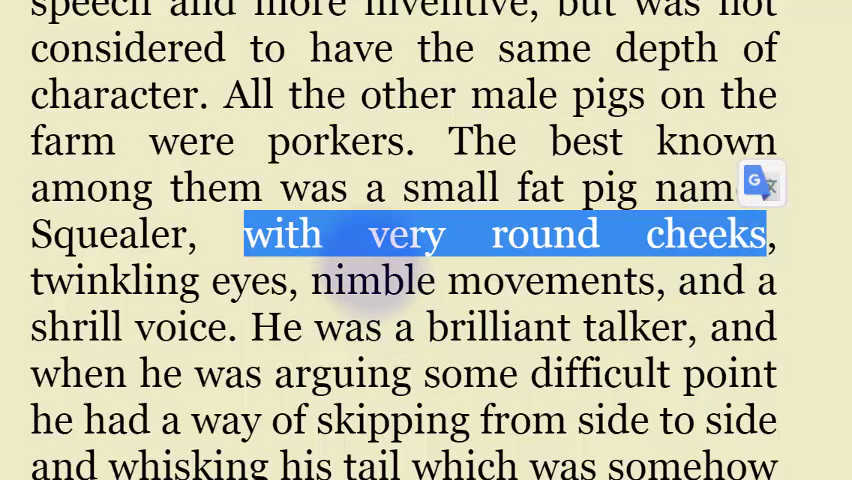 speech and more inventive, but was not
considered to have the same depth of
character. All the other male pigs on the
farm were porkers. The best known
among them was a small fat pig
Squealer, with very round cheeks,
twinkling eyes, nimble movements, and a
shrill voice. He was a brilliant talker, and
when he was arguing some difficult point
he had a way of skipping from side to side
and whisking his tail which was somehow